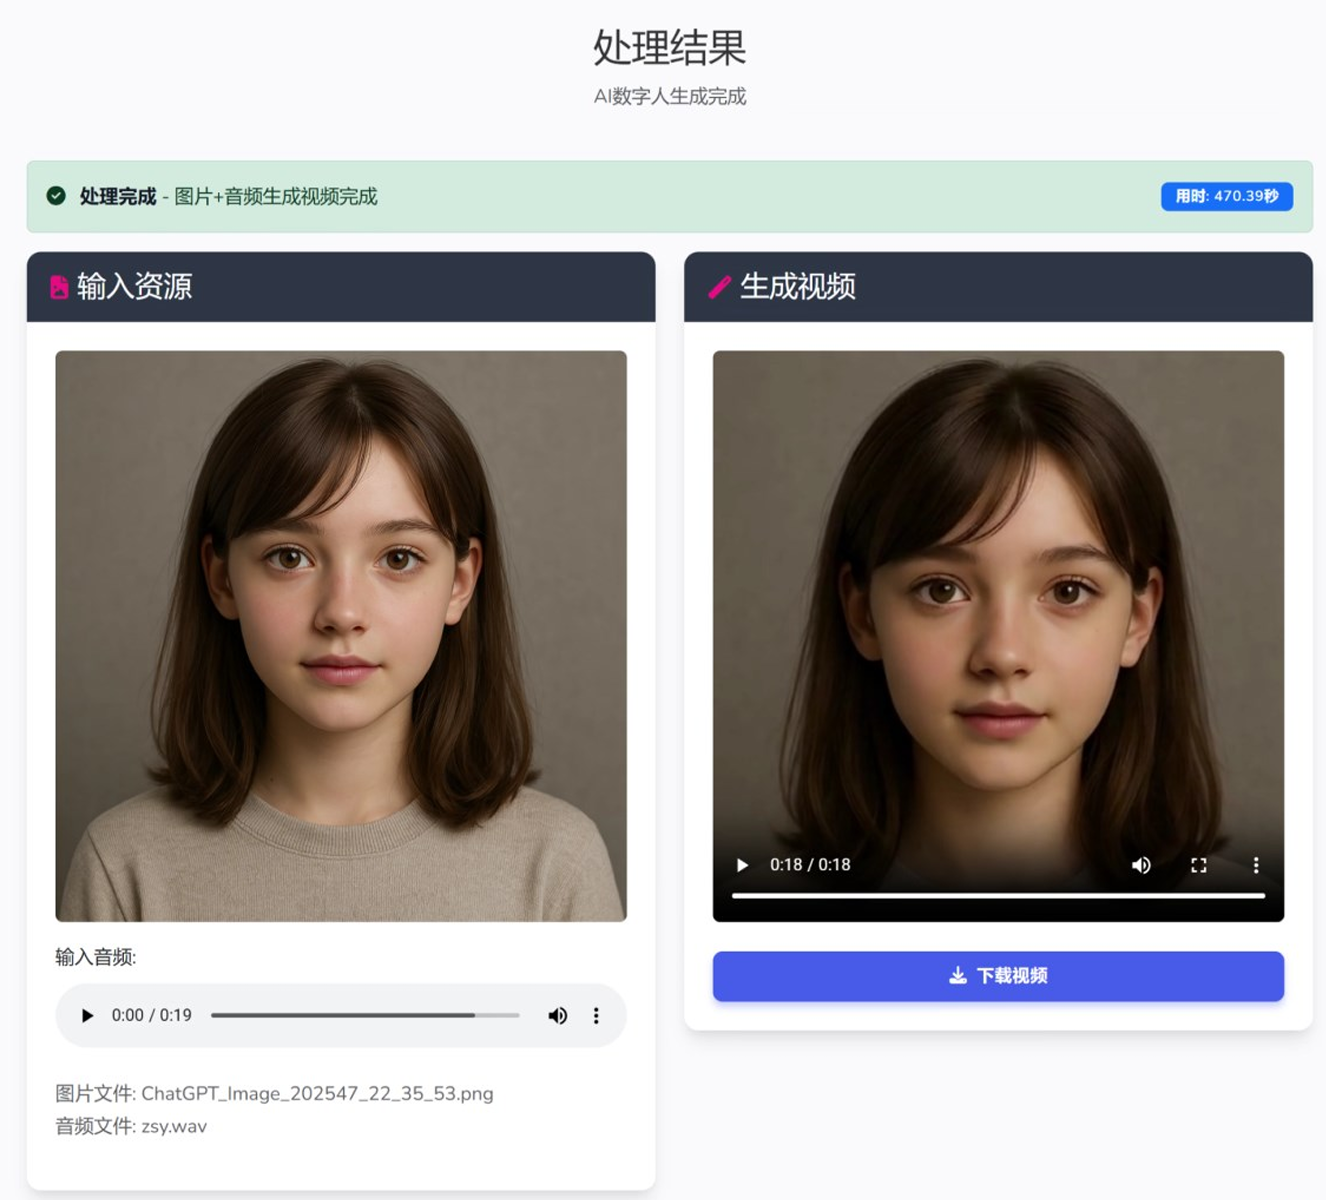 处理结果
AI数字人生成完成
处理完成 - 图片+音频生成视频完成
用时: 470.39秒
输入资源
生成视频
0:18 / 0:18
输入音频:
下载视频
0:00 / 0:19
图片文件: ChatGPT_Image_202547_22_35_53.png
音频文件: zsy.wav